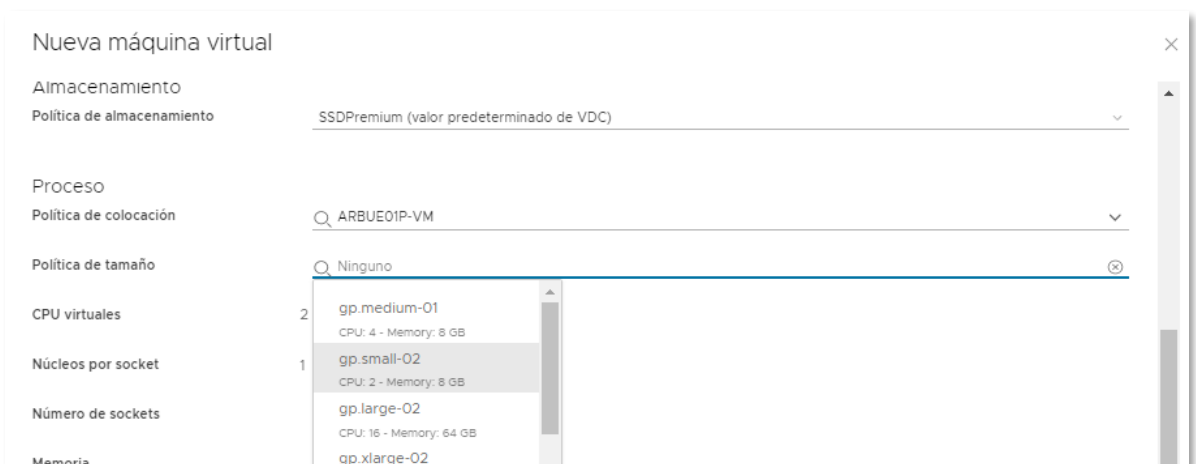 Nueva máquina virtual
Almacenamiento
Política de almacenamiento SSDPremium (valor predeterminado de VDC)
Proceso
Política de colocación ARBUE01P-VM
Política de tamaño Ninguno
gp.medium-01
CPU virtuales 2
CPU: 4 - Memory: 8 GB
Núcleos por socket 1 gp.small-02
CPU: 2 - Memory: 8 GB
Número de sockets gp.large-02
CPU: 16 - Memory: 64 GB
Memoria gp.xlarge-02